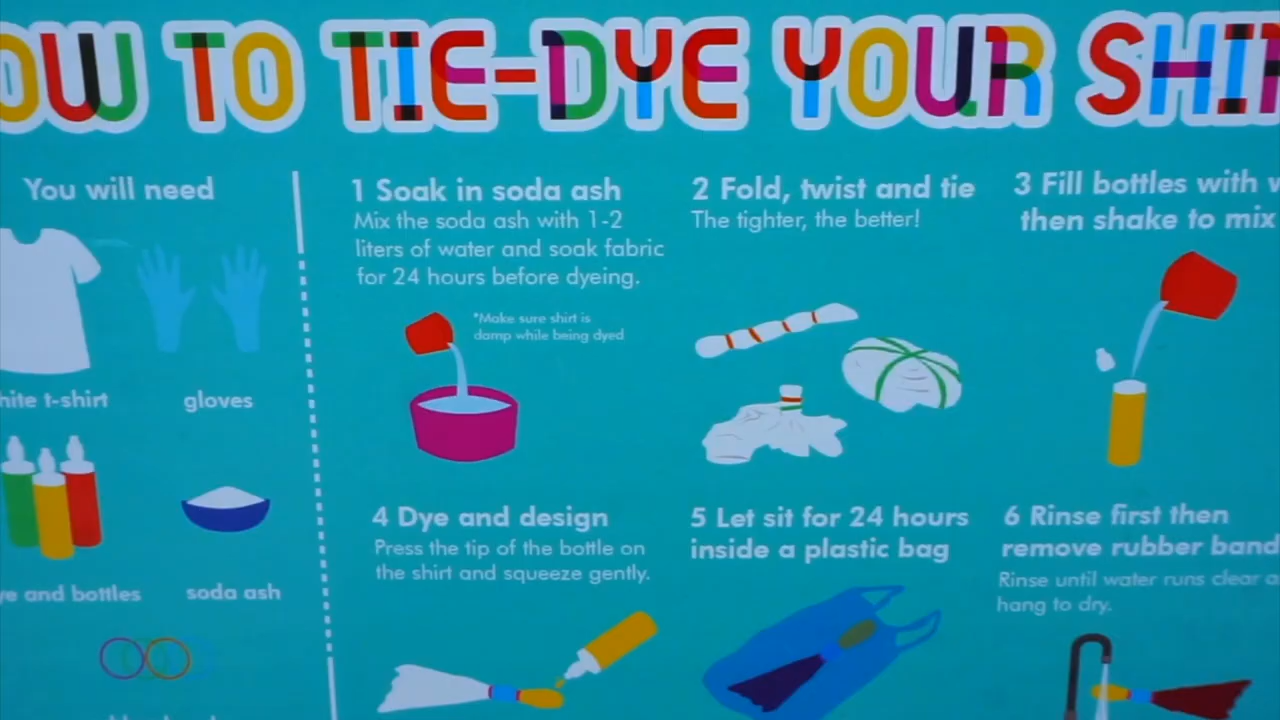 OW TO TIE-DYE YOUR SHIR
You will need
hite t-shirt
gloves
ye and bottles
soda ash
1 Soak in soda ash
Mix the soda ash with 1-2
liters of water and soak fabric
for 24 hours before dyeing.
*Make sure shirt is
damp while being dyed
2 Fold, twist and tie
The tighter, the better!
3 Fill bottles with w
then shake to mix
4 Dye and design
Press the tip of the bottle on
the shirt and squeeze gently.
5 Let sit for 24 hours
inside a plastic bag
6 Rinse first then
remove rubber band
Rinse until water runs clear a
hang to dry.